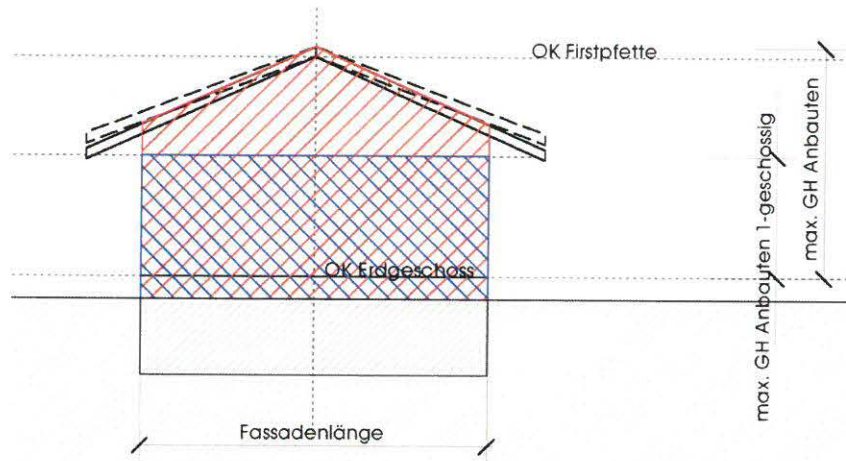 OK Firstpfette
max. GH Anbauten 1-geschossig
max. GH Anbauten
OK Erdgeschoss
Fassadenlänge